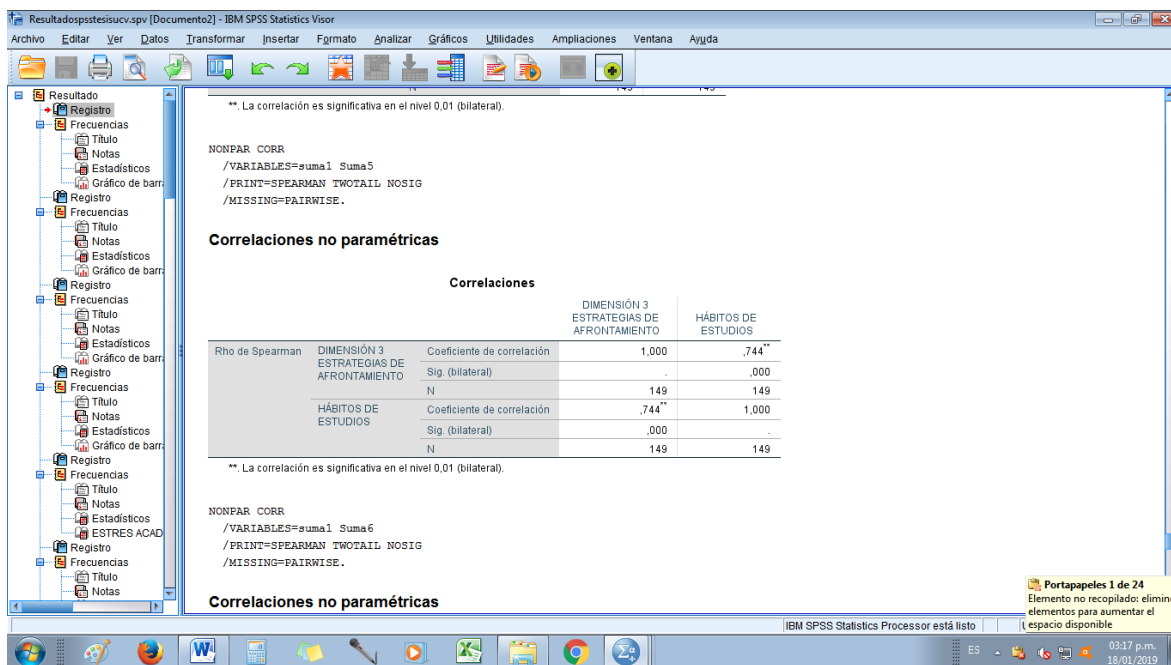 Resultadospsstesisucv.spv [Documento2] - IBM SPSS Statistics Visor
Archivo Editar Ver Datos Transformar Insertar Formato Analizar Gráficos Utilidades Ampliaciones Ventana Ayuda
Resultado
Registro
Frecuencias
Título
Notas
Estadísticos
Gráfico de barr
Registro
Frecuencias
Título
Notas
Estadísticos
Gráfico de barr
Registro
Frecuencias
Título
Notas
Estadísticos
Gráfico de barr
Registro
Frecuencias
Título
Notas
Estadísticos
Gráfico de barr
Registro
Frecuencias
Título
Notas
Estadísticos
ESTRES ACAD
Registro
Frecuencias
Título
Notas
**. La correlación es significativa en el nivel 0,01 (bilateral).
NONPAR CORR
/VARIABLES=suma1 Suma5
/PRINT=SPEARMAN TWOTAIL NOSIG
/MISSING=PAIRWISE.
Correlaciones no paramétricas
Correlaciones
DIMENSIÓN 3
ESTRATEGIAS DE
AFRONTAMIENTO
HÁBITOS DE
ESTUDIOS
Rho de Spearman
DIMENSIÓN 3
ESTRATEGIAS DE
AFRONTAMIENTO
Coeficiente de correlación 1,000 ,744**
Sig. (bilateral) . ,000
N 149 149
HÁBITOS DE
ESTUDIOS
Coeficiente de correlación ,744** 1,000
Sig. (bilateral) ,000 .
N 149 149
**. La correlación es significativa en el nivel 0,01 (bilateral).
NONPAR CORR
/VARIABLES=suma1 Suma6
/PRINT=SPEARMAN TWOTAIL NOSIG
/MISSING=PAIRWISE.
Correlaciones no paramétricas
Portapapeles 1 de 24
Elemento no recopilado: elimin
elementos para aumentar el
espacio disponible
IBM SPSS Statistics Processor está listo
ES
03:17 p.m.
18/01/2019